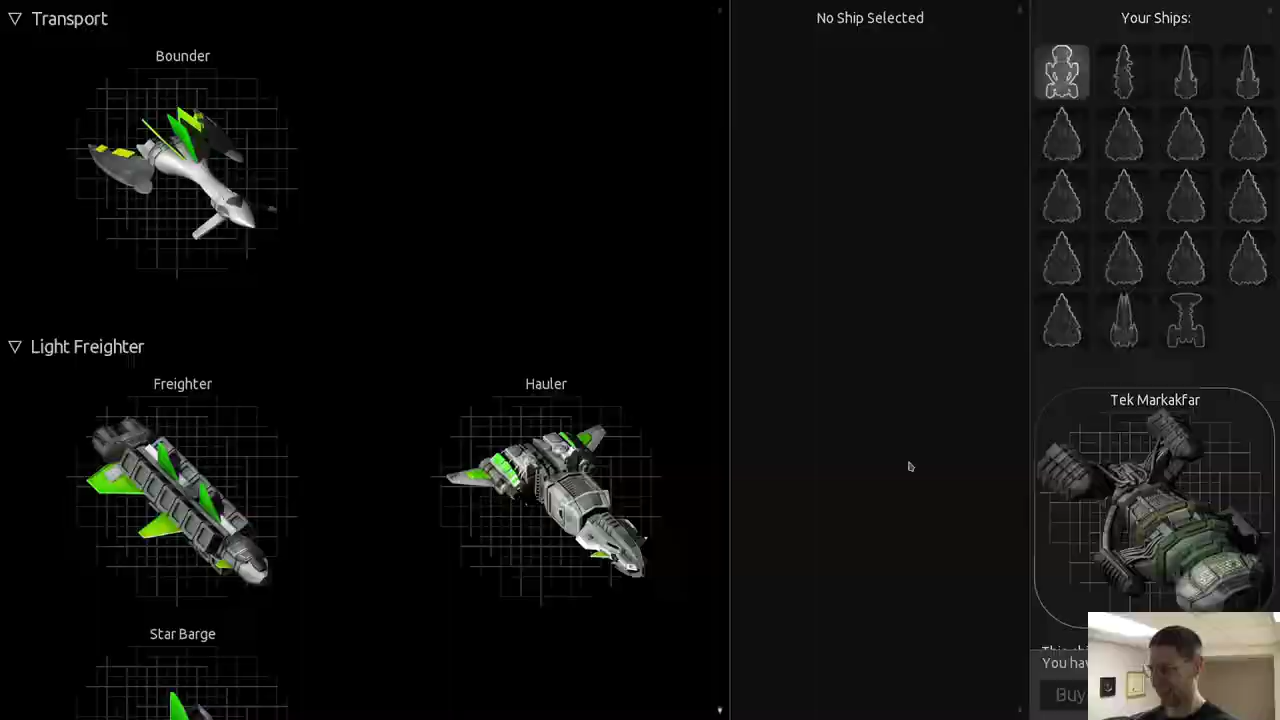 Transport
Bounder
Light Freighter
Freighter
Hauler
Star Barge
No Ship Selected
Your Ships:
Tek Markakfar
You hav
Buy